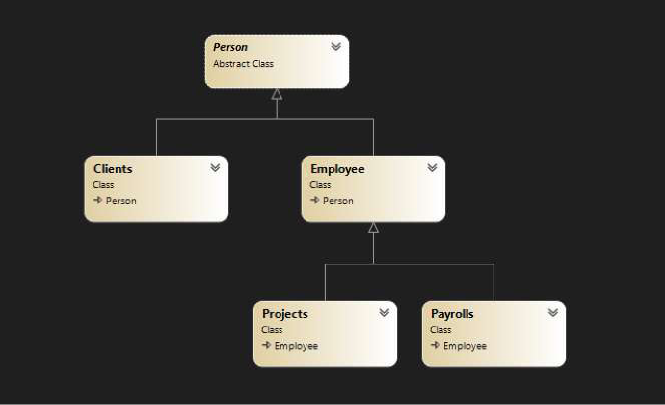 Person
Abstract Class
Clients
Class
Person
Employee
Class
Person
Projects
Class
Employee
Payrolls
Class
Employee